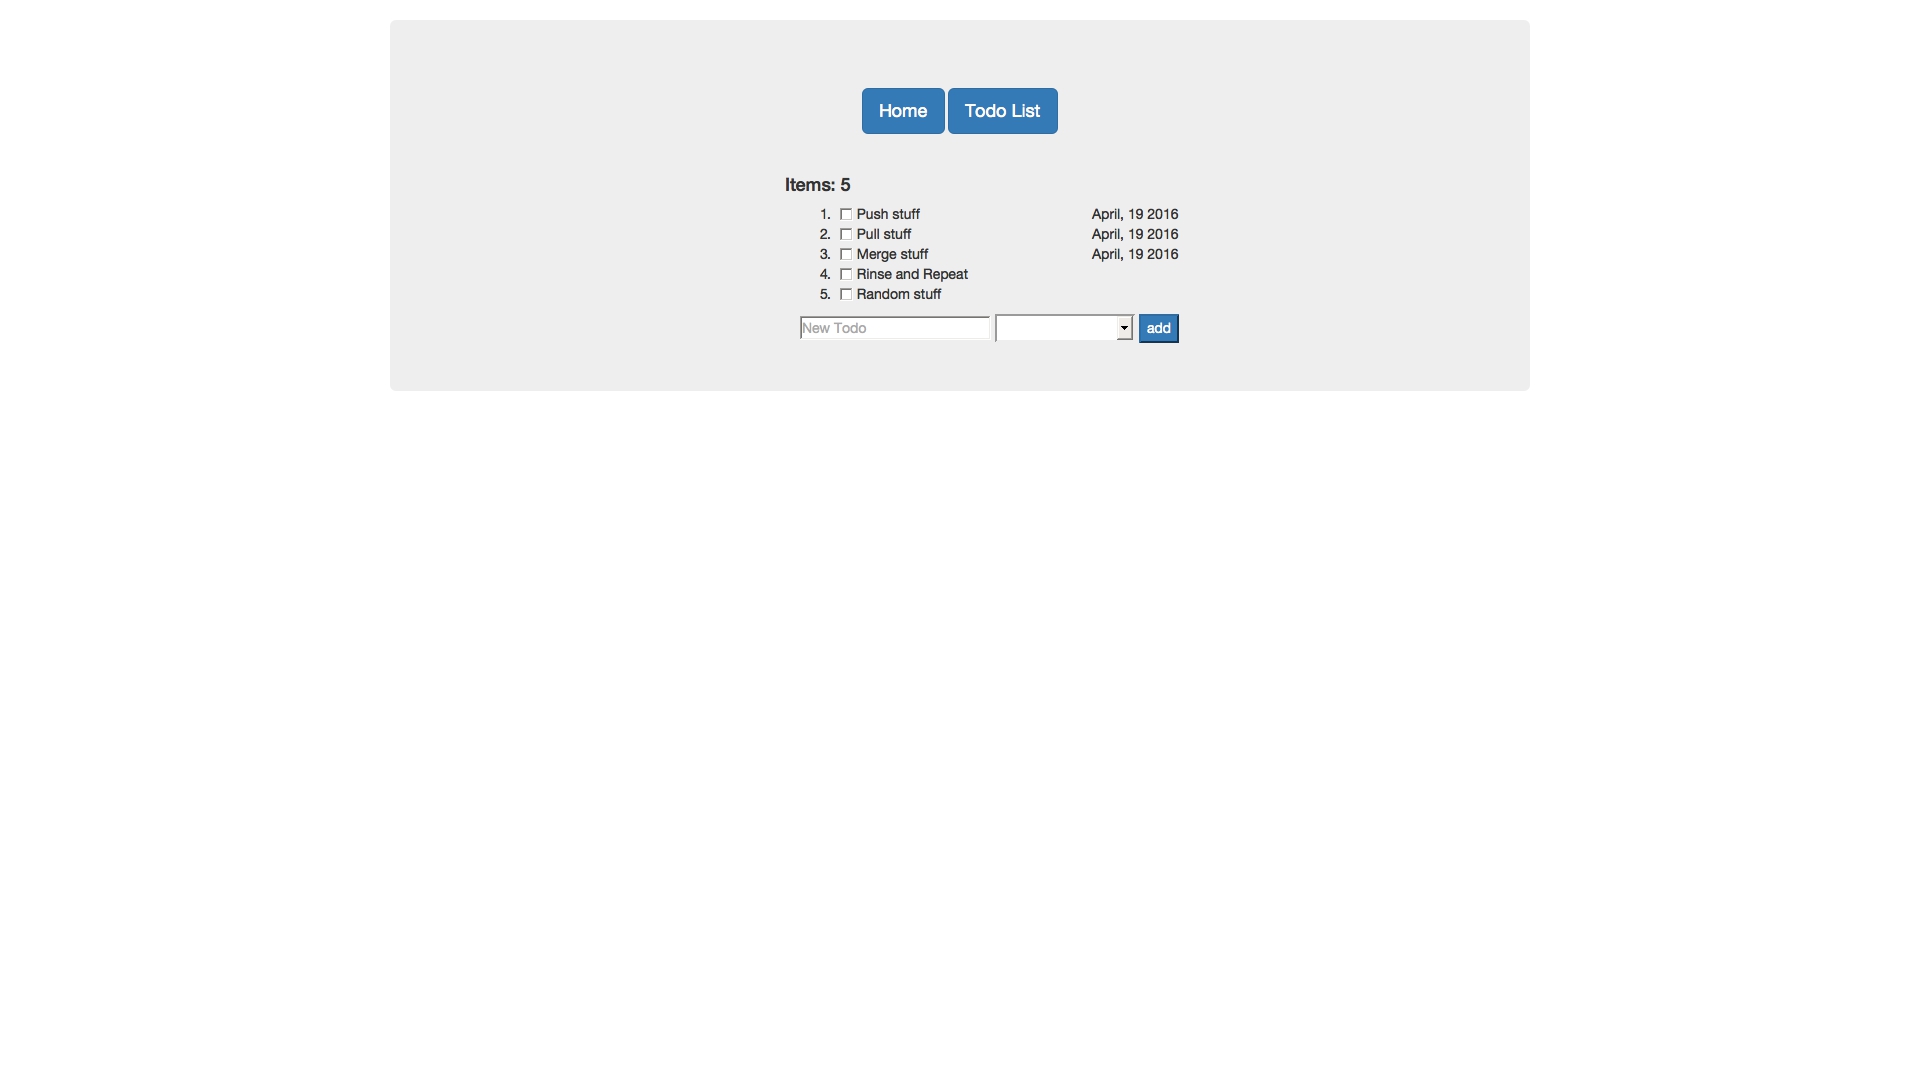 Home Todo List
Items: 5
1. Push stuff April, 19 2016
2. Pull stuff April, 19 2016
3. Merge stuff April, 19 2016
4. Rinse and Repeat
5. Random stuff
New Todo add